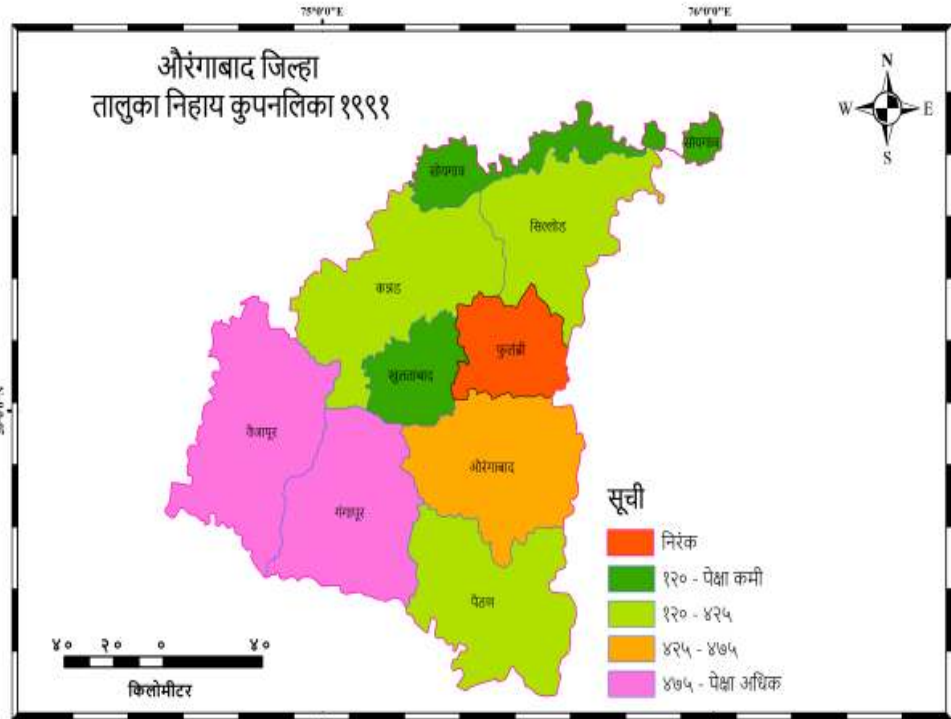 75°0'0"E
76°0'0"E
औरंगाबाद जिल्हा
तालुका निहाय कुपनलिका १९९१
N
W
E
S
सोयगाव
सोयगाव
सिल्लोड
कन्नड
फुलंब्री
खुलताबाद
वैजापूर
औरंगाबाद
गंगापूर
पैठण
सूची
निरंक
१२० - पेक्षा कमी
१२० - ४२५
४२५ - ४७५
४७५ - पेक्षा अधिक
४० २० ० ४०
किलोमीटर